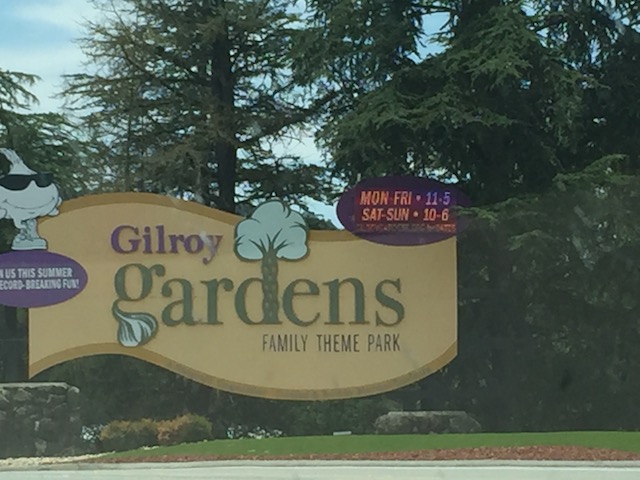 Gilroy
gardens
FAMILY THEME PARK
MON FRI • 11-5
SAT-SUN • 10-6
N US THIS SUMMER
ECORD-BREAKING FUN!